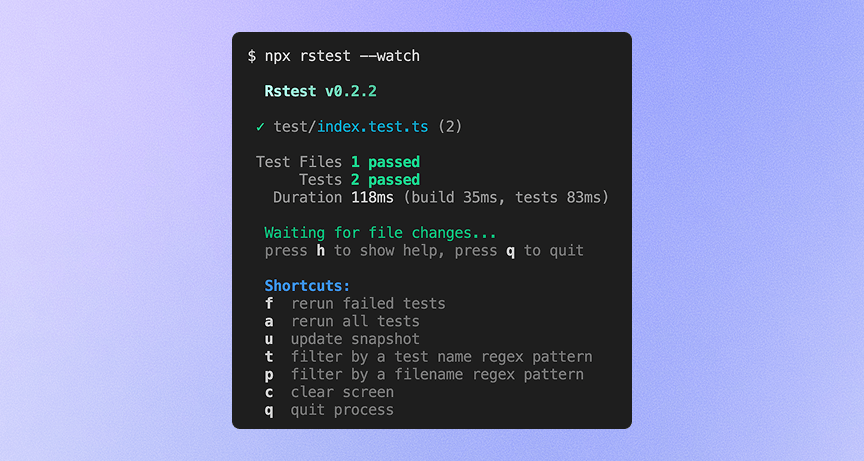 $ npx rstest --watch
Rstest v0.2.2
✓ test/index.test.ts (2)
Test Files 1 passed
Tests 2 passed
Duration 118ms (build 35ms, tests 83ms)
Waiting for file changes...
press h to show help, press q to quit
Shortcuts:
f rerun failed tests
a rerun all tests
u update snapshot
t filter by a test name regex pattern
p filter by a filename regex pattern
c clear screen
q quit process